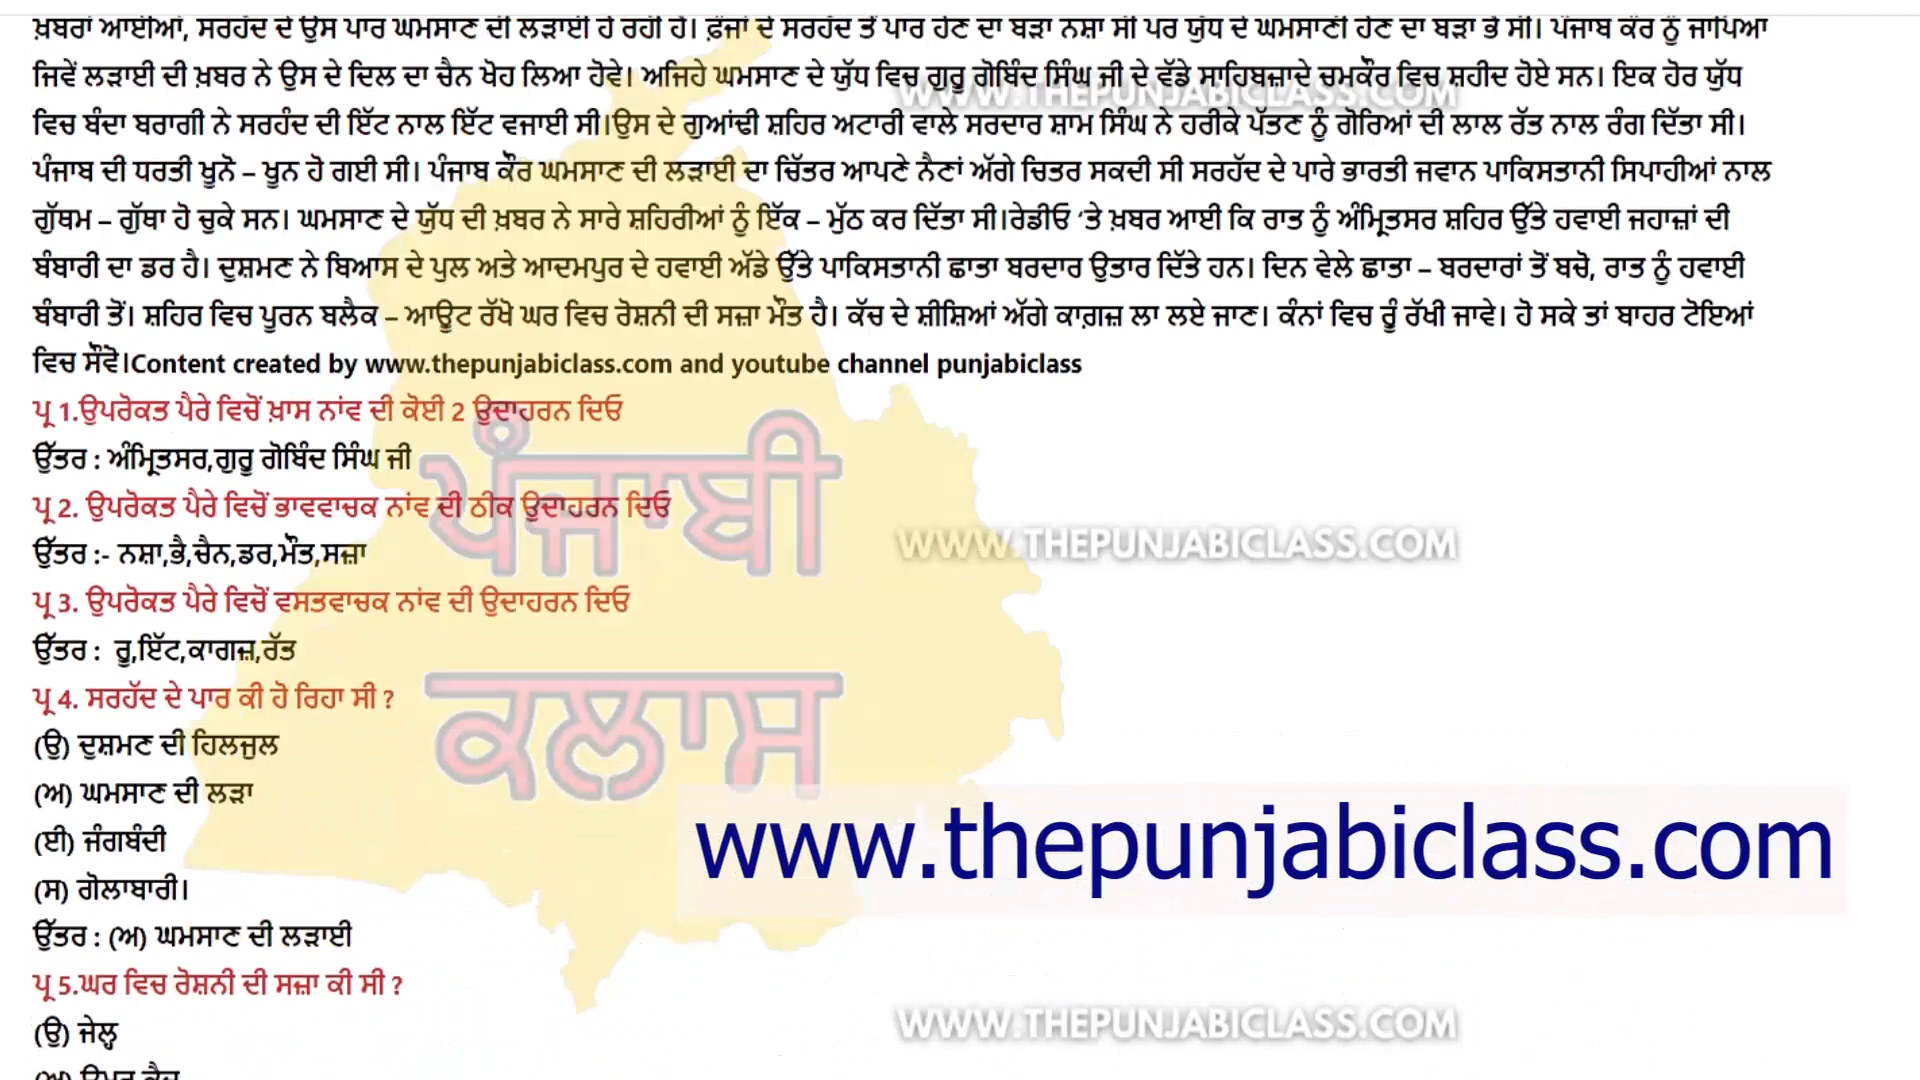 ਖ਼ਬਰਾਂ ਆਈਆਂ, ਸਰਹੱਦ ਦੇ ਉਸ ਪਾਰ ਘਮਸਾਣ ਦੀ ਲੜਾਈ ਹੋ ਰਹੀ ਹੈ। ਫ਼ੌਜਾਂ ਦੇ ਸਰਹੱਦ ਤੋਂ ਪਾਰ ਹੋਣ ਦਾ ਬੜਾ ਨਸ਼ਾ ਸੀ ਪਰ ਯੁੱਧ ਦੇ ਘਮਸਾਣੀ ਹੋਣ ਦਾ ਬੜਾ ਭੈ ਸੀ। ਪੰਜਾਬ ਕੌਰ ਨੂੰ ਜਾਪਿਆ
ਜਿਵੇਂ ਲੜਾਈ ਦੀ ਖ਼ਬਰ ਨੇ ਉਸ ਦੇ ਦਿਲ ਦਾ ਚੈਨ ਖੋਹ ਲਿਆ ਹੋਵੇ। ਅਜਿਹੇ ਘਮਸਾਣ ਦੇ ਯੁੱਧ ਵਿਚ ਗੁਰੂ ਗੋਬਿੰਦ ਸਿੰਘ ਜੀ ਦੇ ਵੱਡੇ ਸਾਹਿਬਜ਼ਾਦੇ ਚਮਕੌਰ ਵਿਚ ਸ਼ਹੀਦ ਹੋਏ ਸਨ। ਇਕ ਹੋਰ ਯੁੱਧ
WWW.THEPUNJABICLASS.COM
ਵਿਚ ਬੰਦਾ ਬਰਾਗੀ ਨੇ ਸਰਹੰਦ ਦੀ ਇੱਟ ਨਾਲ ਇੱਟ ਵਜਾਈ ਸੀ।ਉਸ ਦੇ ਗੁਆਂਢੀ ਸ਼ਹਿਰ ਅਟਾਰੀ ਵਾਲੇ ਸਰਦਾਰ ਸ਼ਾਮ ਸਿੰਘ ਨੇ ਹਰੀਕੇ ਪੱਤਣ ਨੂੰ ਗੋਰਿਆਂ ਦੀ ਲਾਲ ਰੱਤ ਨਾਲ ਰੰਗ ਦਿੱਤਾ ਸੀ।
ਪੰਜਾਬ ਦੀ ਧਰਤੀ ਖੂਨੋ – ਖੂਨ ਹੋ ਗਈ ਸੀ। ਪੰਜਾਬ ਕੌਰ ਘਮਸਾਣ ਦੀ ਲੜਾਈ ਦਾ ਚਿੱਤਰ ਆਪਣੇ ਨੈਣਾਂ ਅੱਗੇ ਚਿਤਰ ਸਕਦੀ ਸੀ ਸਰਹੱਦ ਦੇ ਪਾਰੇ ਭਾਰਤੀ ਜਵਾਨ ਪਾਕਿਸਤਾਨੀ ਸਿਪਾਹੀਆਂ ਨਾਲ
ਗੁੱਥਮ – ਗੁੱਥਾ ਹੋ ਚੁਕੇ ਸਨ। ਘਮਸਾਣ ਦੇ ਯੁੱਧ ਦੀ ਖ਼ਬਰ ਨੇ ਸਾਰੇ ਸ਼ਹਿਰੀਆਂ ਨੂੰ ਇੱਕ – ਮੁੱਠ ਕਰ ਦਿੱਤਾ ਸੀ।ਰੇਡੀਓ ’ਤੇ ਖ਼ਬਰ ਆਈ ਕਿ ਰਾਤ ਨੂੰ ਅੰਮ੍ਰਿਤਸਰ ਸ਼ਹਿਰ ਉੱਤੇ ਹਵਾਈ ਜਹਾਜ਼ਾਂ ਦੀ
ਬੰਬਾਰੀ ਦਾ ਡਰ ਹੈ। ਦੁਸ਼ਮਣ ਨੇ ਬਿਆਸ ਦੇ ਪੁਲ ਅਤੇ ਆਦਮਪੁਰ ਦੇ ਹਵਾਈ ਅੱਡੇ ਉੱਤੇ ਪਾਕਿਸਤਾਨੀ ਛਾਤਾ ਬਰਦਾਰ ਉਤਾਰ ਦਿੱਤੇ ਹਨ। ਦਿਨ ਵੇਲੇ ਛਾਤਾ – ਬਰਦਾਰਾਂ ਤੋਂ ਬਚੋ, ਰਾਤ ਨੂੰ ਹਵਾਈ
ਬੰਬਾਰੀ ਤੋਂ। ਸ਼ਹਿਰ ਵਿਚ ਪੂਰਨ ਬਲੈਕ – ਆਊਟ ਰੱਖੋ ਘਰ ਵਿਚ ਰੋਸ਼ਨੀ ਦੀ ਸਜ਼ਾ ਮੌਤ ਹੈ। ਕੱਚ ਦੇ ਸ਼ੀਸ਼ਿਆਂ ਅੱਗੇ ਕਾਗ਼ਜ਼ ਲਾ ਲਏ ਜਾਣ। ਕੰਨਾਂ ਵਿਚ ਰੂੰ ਰੱਖੀ ਜਾਵੇ। ਹੋ ਸਕੇ ਤਾਂ ਬਾਹਰ ਟੋਇਆਂ
ਵਿਚ ਸੌਂਵੋ।Content created by www.thepunjabiclass.com and youtube channel punjabiclass
ਪ੍ਰ 1.ਉਪਰੋਕਤ ਪੈਰੇ ਵਿਚੋਂ ਖ਼ਾਸ ਨਾਂਵ ਦੀ ਕੋਈ 2 ਉਦਾਹਰਨ ਦਿਓ
ਉੱਤਰ : ਅੰਮ੍ਰਿਤਸਰ,ਗੁਰੂ ਗੋਬਿੰਦ ਸਿੰਘ ਜੀ
ਪ੍ਰ 2. ਉਪਰੋਕਤ ਪੈਰੇ ਵਿਚੋਂ ਭਾਵਵਾਚਕ ਨਾਂਵ ਦੀ ਠੀਕ ਉਦਾਹਰਨ ਦਿਓ
ਪੰਜਾਬੀ
ਉੱਤਰ :- ਨਸ਼ਾ,ਭੈ,ਚੈਨ,ਡਰ,ਮੌਤ,ਸਜ਼ਾ
WWW.THEPUNJABICLASS.COM
ਪ੍ਰ 3. ਉਪਰੋਕਤ ਪੈਰੇ ਵਿਚੋਂ ਵਸਤਵਾਚਕ ਨਾਂਵ ਦੀ ਉਦਾਹਰਨ ਦਿਓ
ਉੱਤਰ : ਰੂ,ਇੱਟ,ਕਾਗਜ਼,ਰੱਤ
ਪ੍ਰ 4. ਸਰਹੱਦ ਦੇ ਪਾਰ ਕੀ ਹੋ ਰਿਹਾ ਸੀ ?
ਕਲਾਸ
(ਉ) ਦੁਸ਼ਮਣ ਦੀ ਹਿਲਜੁਲ
(ਅ) ਘਮਸਾਣ ਦੀ ਲੜਾ
(ਈ) ਜੰਗਬੰਦੀ
www.thepunjabiclass.com
(ਸ) ਗੋਲਾਬਾਰੀ।
ਉੱਤਰ : (ਅ) ਘਮਸਾਣ ਦੀ ਲੜਾਈ
ਪ੍ਰ 5.ਘਰ ਵਿਚ ਰੋਸ਼ਨੀ ਦੀ ਸਜ਼ਾ ਕੀ ਸੀ ?
WWW.THEPUNJABICLASS.COM
(ਉ) ਜੇਲ੍ਹ
(ਅ) ਉਮਰ ਕੈਦ